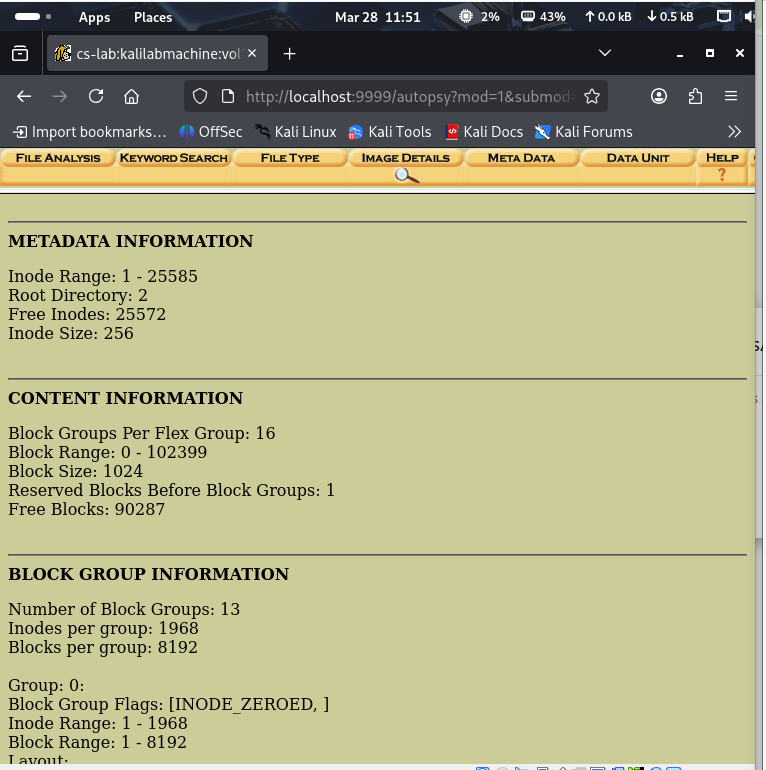 Apps Places Mar 28 11:51 2% 43% 0.0 kB 0.5 kB
cs-lab:kalilabmachine:vol
http://localhost:9999/autopsy?mod=1&submod
Import bookmarks... OffSec Kali Linux Kali Tools Kali Docs Kali Forums
FILE ANALYSIS KEYWORD SEARCH FILE TYPE IMAGE DETAILS META DATA DATA UNIT HELP
?
METADATA INFORMATION
Inode Range: 1 - 25585
Root Directory: 2
Free Inodes: 25572
Inode Size: 256
CONTENT INFORMATION
Block Groups Per Flex Group: 16
Block Range: 0 - 102399
Block Size: 1024
Reserved Blocks Before Block Groups: 1
Free Blocks: 90287
BLOCK GROUP INFORMATION
Number of Block Groups: 13
Inodes per group: 1968
Blocks per group: 8192
Group: 0:
Block Group Flags: [INODE_ZEROED, ]
Inode Range: 1 - 1968
Block Range: 1 - 8192
Layout: